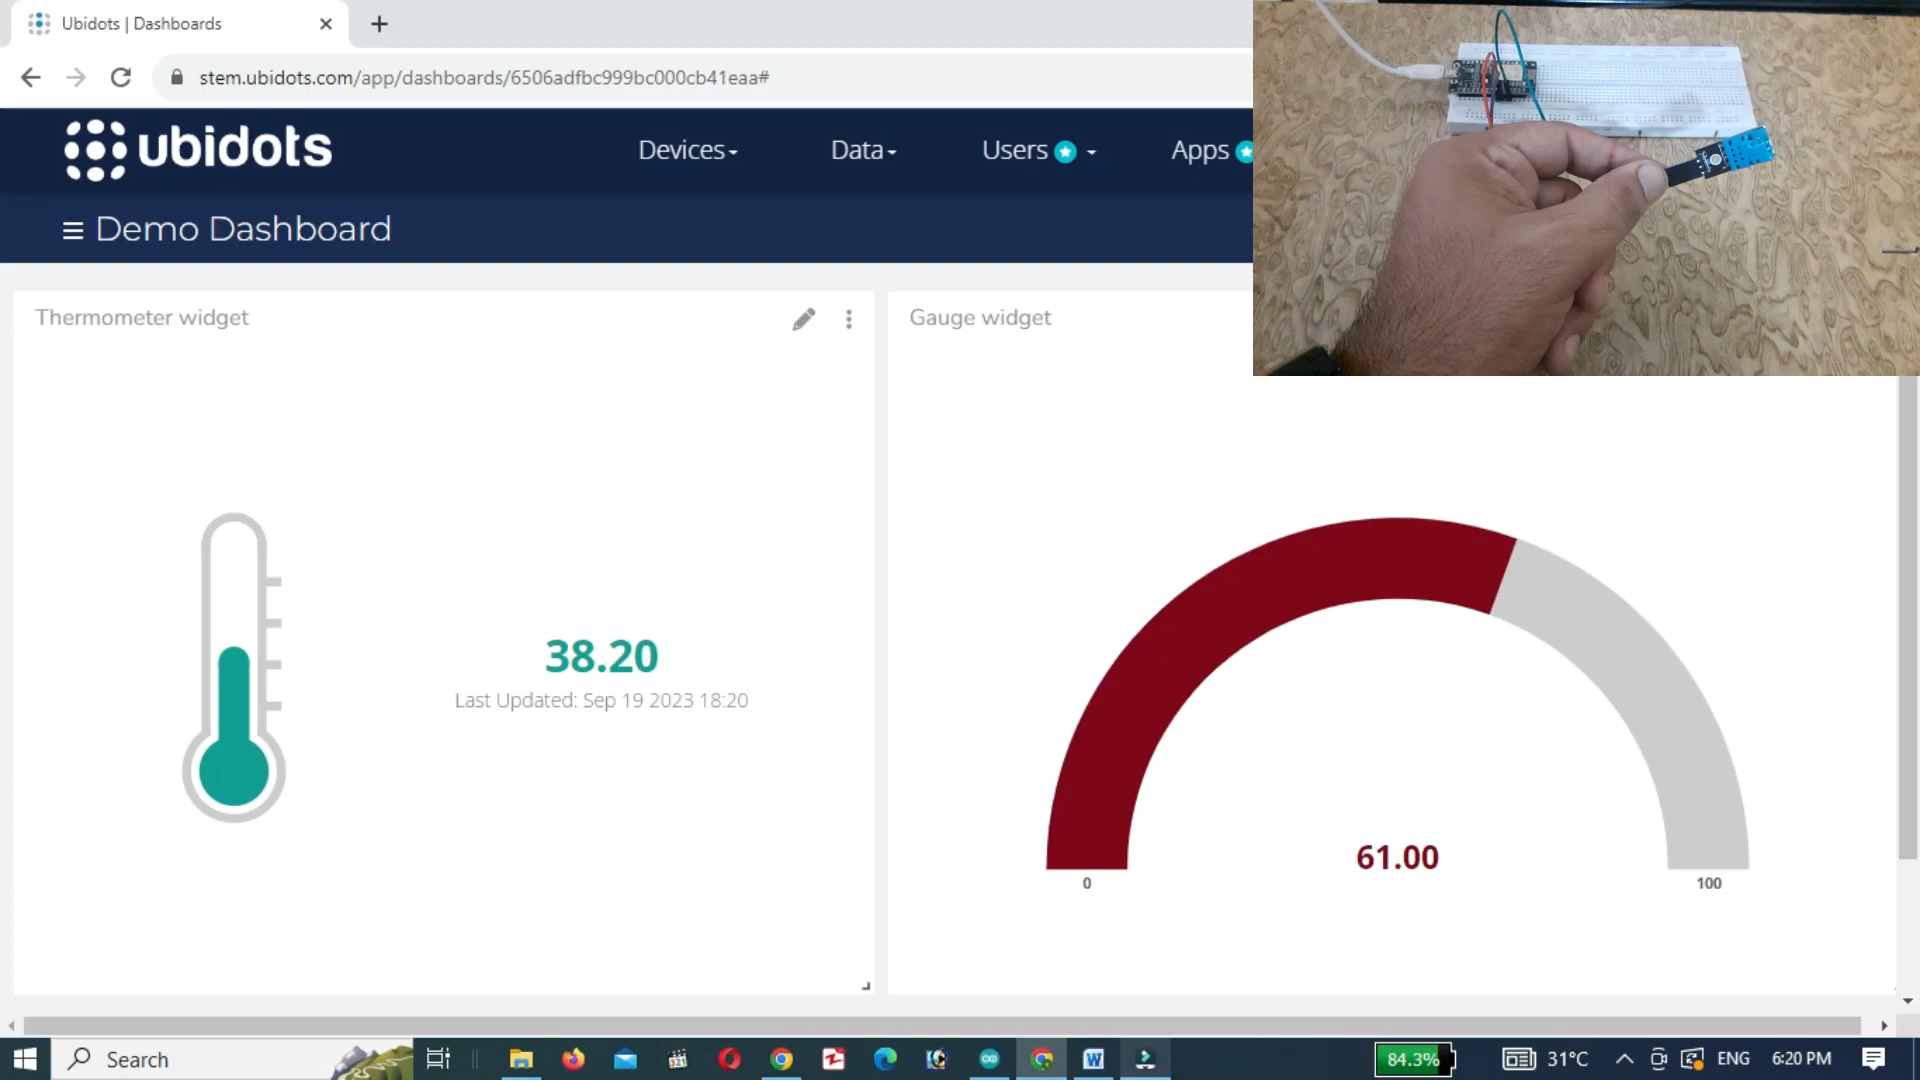 Ubidots | Dashboards
stem.ubidots.com/app/dashboards/6506adfbc999bc000cb41eaa#
ubidots
Devices
Data
Users
Apps
Demo Dashboard
Thermometer widget
Gauge widget
38.20
Last Updated: Sep 19 2023 18:20
61.00
0
100
Search
321
84.3%
31°C
ENG
6:20 PM